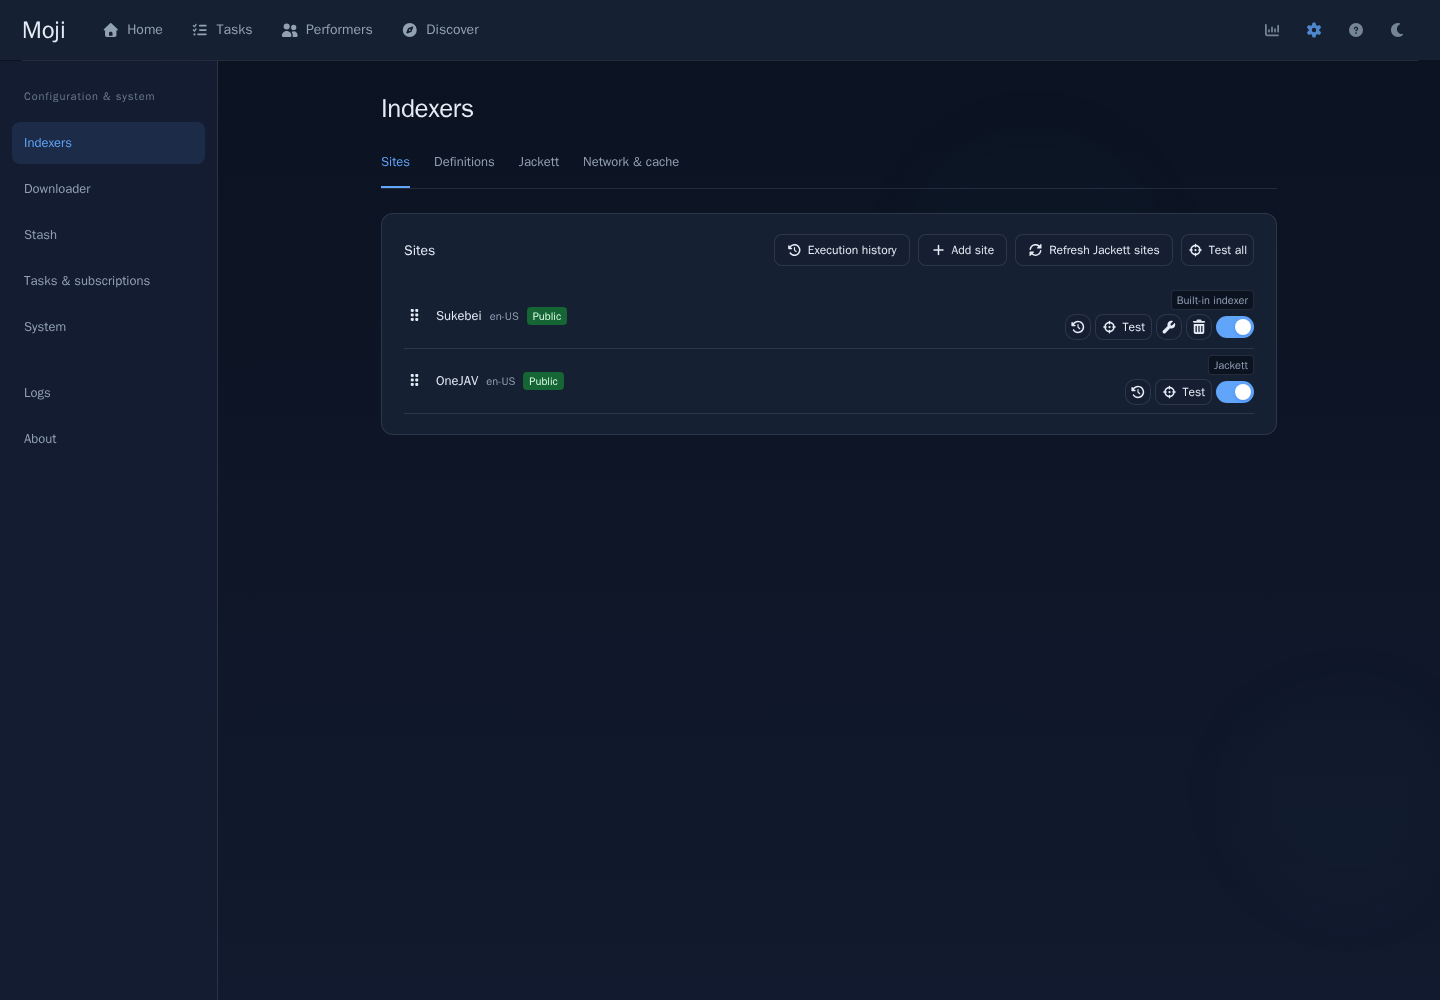 Moji
Home
Tasks
Performers
Discover
Configuration & system
Indexers
Downloader
Stash
Tasks & subscriptions
System
Logs
About
Indexers
Sites
Definitions
Jackett
Network & cache
Sites
Execution history
Add site
Refresh Jackett sites
Test all
Built-in indexer
Sukebei en-US Public
Test
Jackett
OneJAV en-US Public
Test